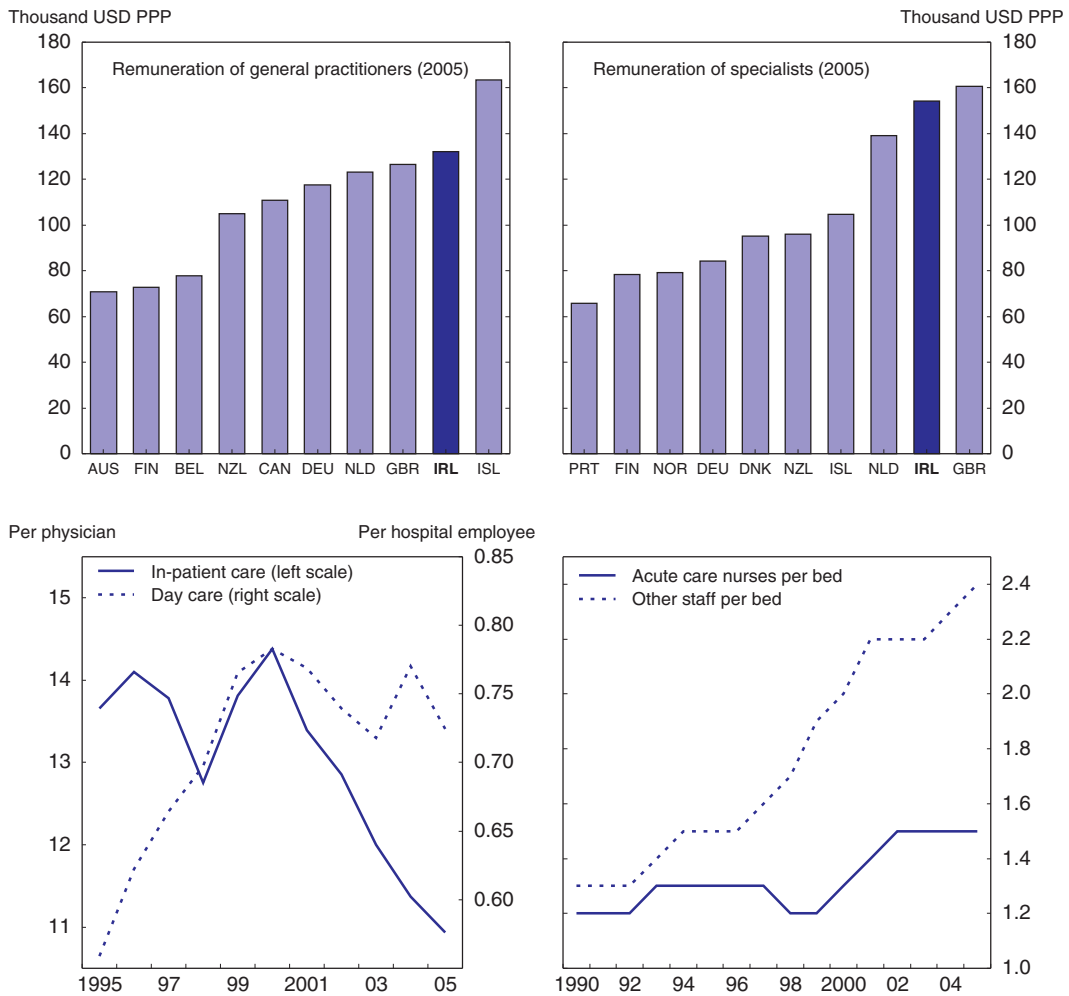 Thousand USD PPP
Thousand USD PPP
180
160
140
120
100
80
60
40
20
0
Remuneration of general practitioners (2005)
AUS FIN BEL NZL CAN DEU NLD GBR IRL ISL
Remuneration of specialists (2005)
180
160
140
120
100
80
60
40
20
0
PRT FIN NOR DEU DNK NZL ISL NLD IRL GBR
Per physician
Per hospital employee
In-patient care (left scale)
Day care (right scale)
15
14
13
12
11
0.85
0.80
0.75
0.70
0.65
0.60
1995 97 99 2001 03 05
Acute care nurses per bed
Other staff per bed
2.4
2.2
2.0
1.8
1.6
1.4
1.2
1.0
1990 92 94 96 98 2000 02 04